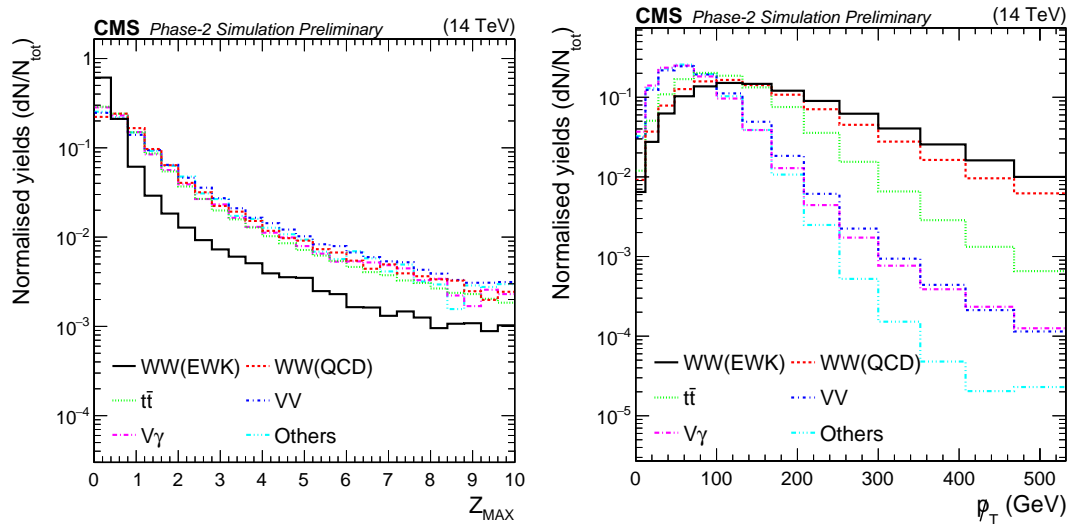 CMS Phase-2 Simulation Preliminary (14 TeV)
Normalised yields (dN/N_tot)
1
10⁻¹
10⁻²
10⁻³
10⁻⁴
WW(EWK) WW(QCD)
tt̄ VV
Vγ Others
0 1 2 3 4 5 6 7 8 9 10
Z_MAX
CMS Phase-2 Simulation Preliminary (14 TeV)
Normalised yields (dN/N_tot)
1
10⁻¹
10⁻²
10⁻³
10⁻⁴
10⁻⁵
WW(EWK) WW(QCD)
tt̄ VV
Vγ Others
0 100 200 300 400 500
p̸_T (GeV)